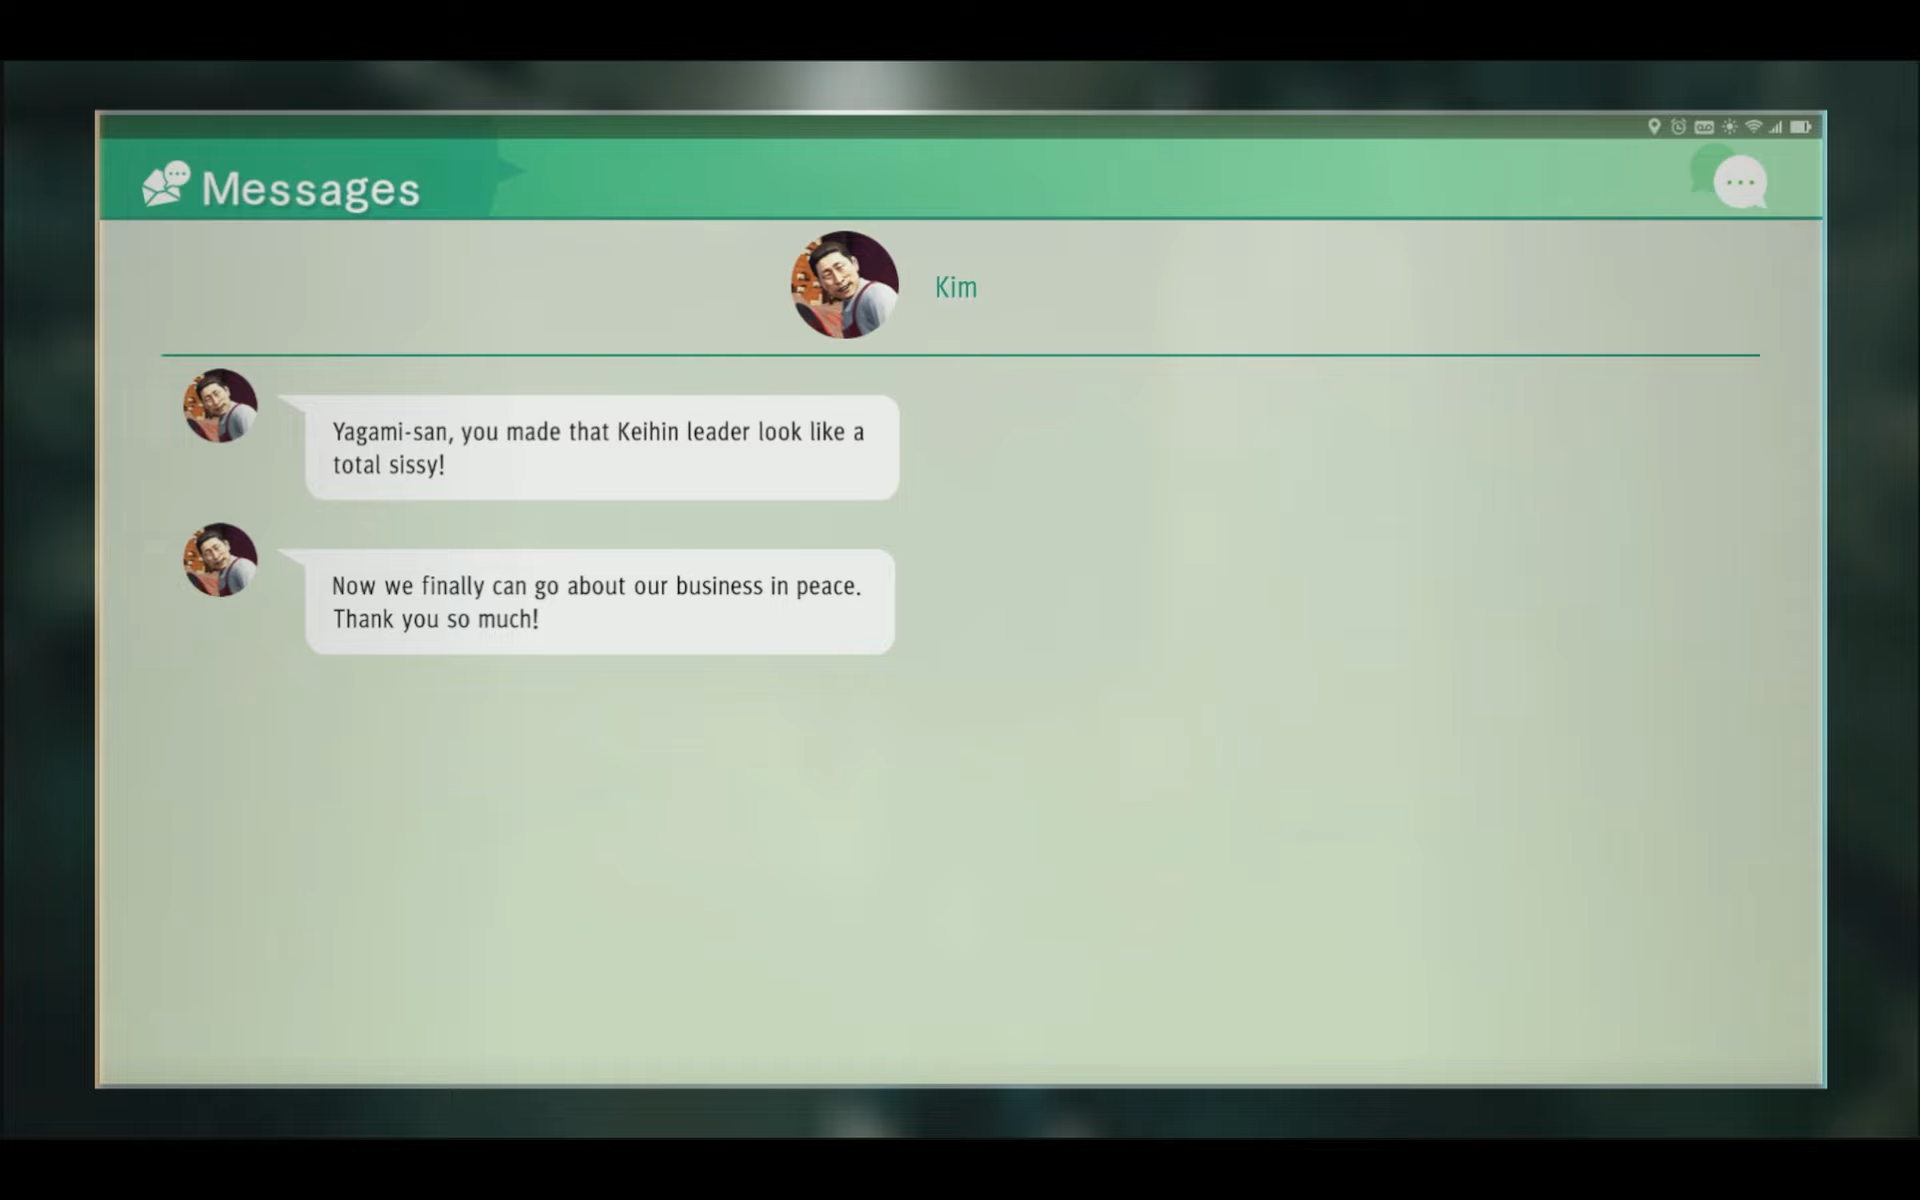 Messages
Kim
Yagami-san, you made that Keihin leader look like a
total sissy!
Now we finally can go about our business in peace.
Thank you so much!